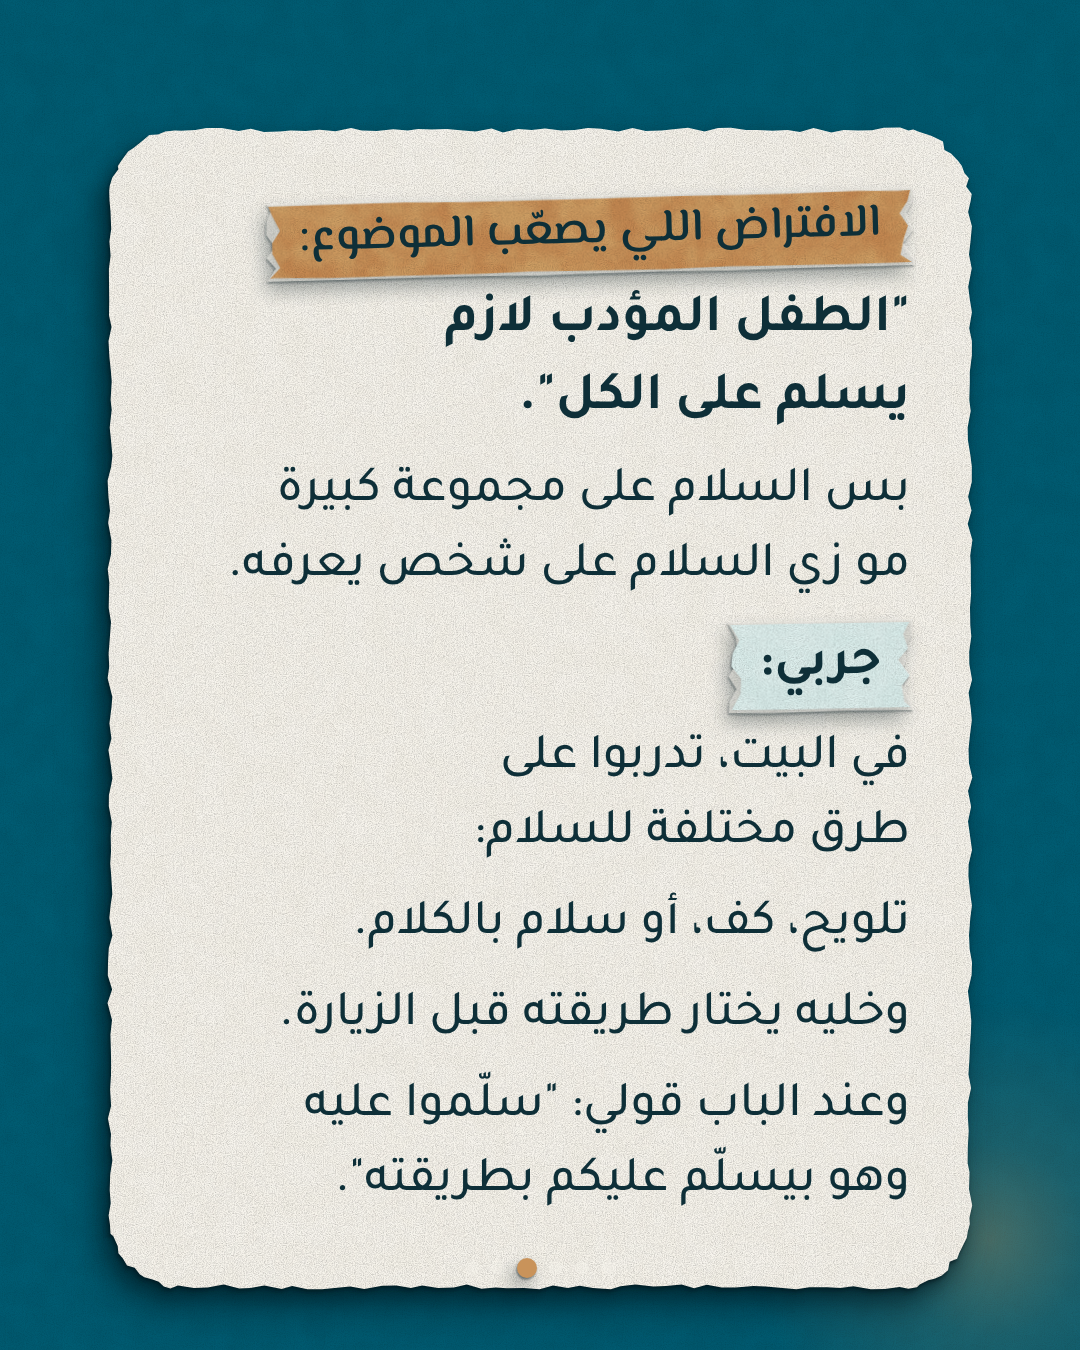 الافتراض اللي يصعّب الموضوع:
"الطفل المؤدب لازم
يسلم على الكل".
بس السلام على مجموعة كبيرة
مو زي السلام على شخص يعرفه.
جربي:
في البيت، تدربوا على
طرق مختلفة للسلام:
تلويح، كف، أو سلام بالكلام.
وخليه يختار طريقته قبل الزيارة.
وعند الباب قولي: "سلّموا عليه
وهو بيسلّم عليكم بطريقته".